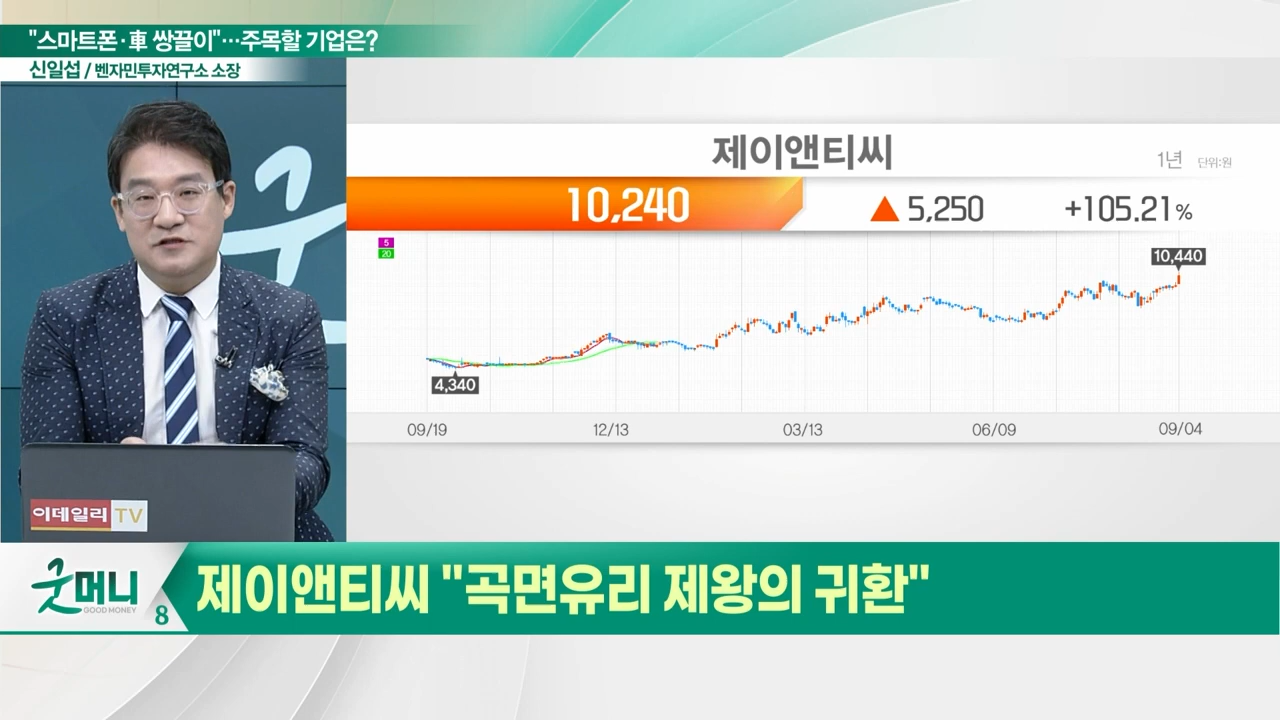 "스마트폰·車 쌍끌이"…주목할 기업은?
신일섭 / 벤자민투자연구소 소장
제이앤티씨
1년 단위:원
10,240 ▲ 5,250 +105.21%
5
20
10,440
4,340
09/19 12/13 03/13 06/09 09/04
굿
이데일리 TV
굿머니 GOOD MONEY 8
제이앤티씨 "곡면유리 제왕의 귀환"